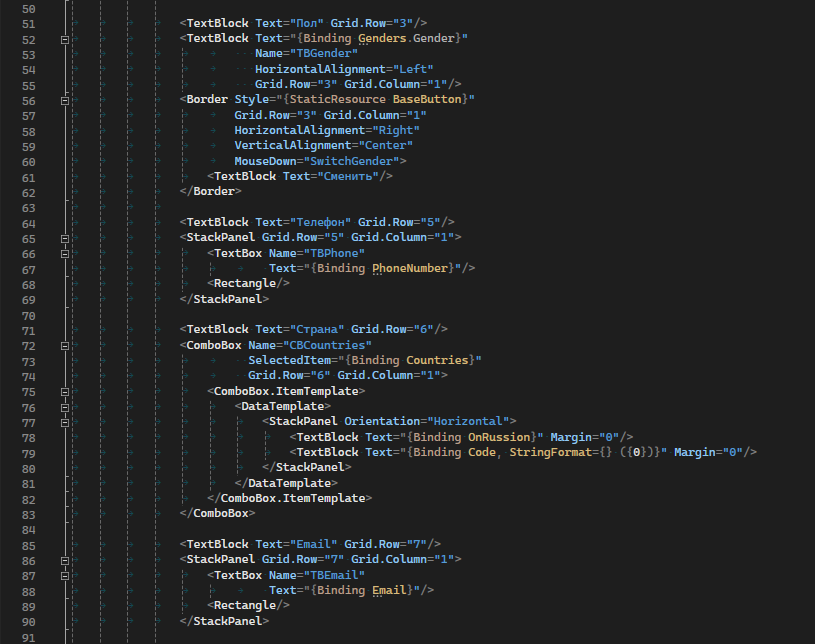 50
51 <TextBlock Text="Пол" Grid.Row="3"/>
52 <TextBlock Text="{Binding Genders.Gender}"
53 Name="TBGender"
54 HorizontalAlignment="Left"
55 Grid.Row="3" Grid.Column="1"/>
56 <Border Style="{StaticResource BaseButton}"
57 Grid.Row="3" Grid.Column="1"
58 HorizontalAlignment="Right"
59 VerticalAlignment="Center"
60 MouseDown="SwitchGender">
61 <TextBlock Text="Сменить"/>
62 </Border>
63
64 <TextBlock Text="Телефон" Grid.Row="5"/>
65 <StackPanel Grid.Row="5" Grid.Column="1">
66 <TextBox Name="TBPhone"
67 Text="{Binding PhoneNumber}"/>
68 <Rectangle/>
69 </StackPanel>
70
71 <TextBlock Text="Страна" Grid.Row="6"/>
72 <ComboBox Name="CBCountries"
73 SelectedItem="{Binding Countries}"
74 Grid.Row="6" Grid.Column="1">
75 <ComboBox.ItemTemplate>
76 <DataTemplate>
77 <StackPanel Orientation="Horizontal">
78 <TextBlock Text="{Binding OnRussion}" Margin="0"/>
79 <TextBlock Text="{Binding Code, StringFormat={} ({0})}" Margin="0"/>
80 </StackPanel>
81 </DataTemplate>
82 </ComboBox.ItemTemplate>
83 </ComboBox>
84
85 <TextBlock Text="Email" Grid.Row="7"/>
86 <StackPanel Grid.Row="7" Grid.Column="1">
87 <TextBox Name="TBEmail"
88 Text="{Binding Email}"/>
89 <Rectangle/>
90 </StackPanel>
91